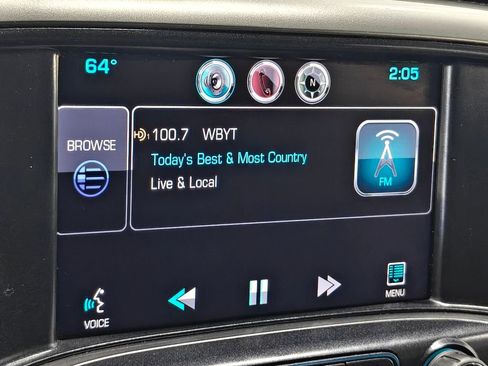 64°
N
2:05
BROWSE
100.7 WBYT
Today's Best & Most Country
Live & Local
FM
VOICE
MENU